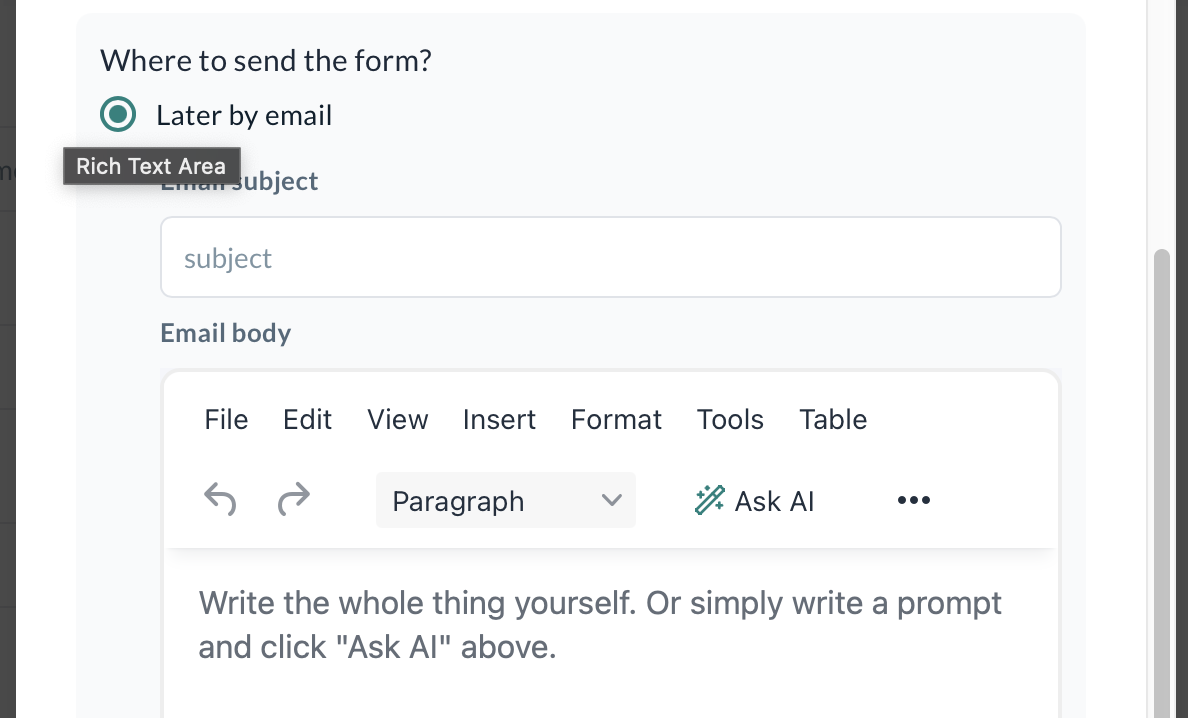 Where to send the form?
Later by email
Rich Text Area
Email subject
subject
Email body
File Edit View Insert Format Tools Table
Paragraph Ask AI
Write the whole thing yourself. Or simply write a prompt
and click "Ask AI" above.